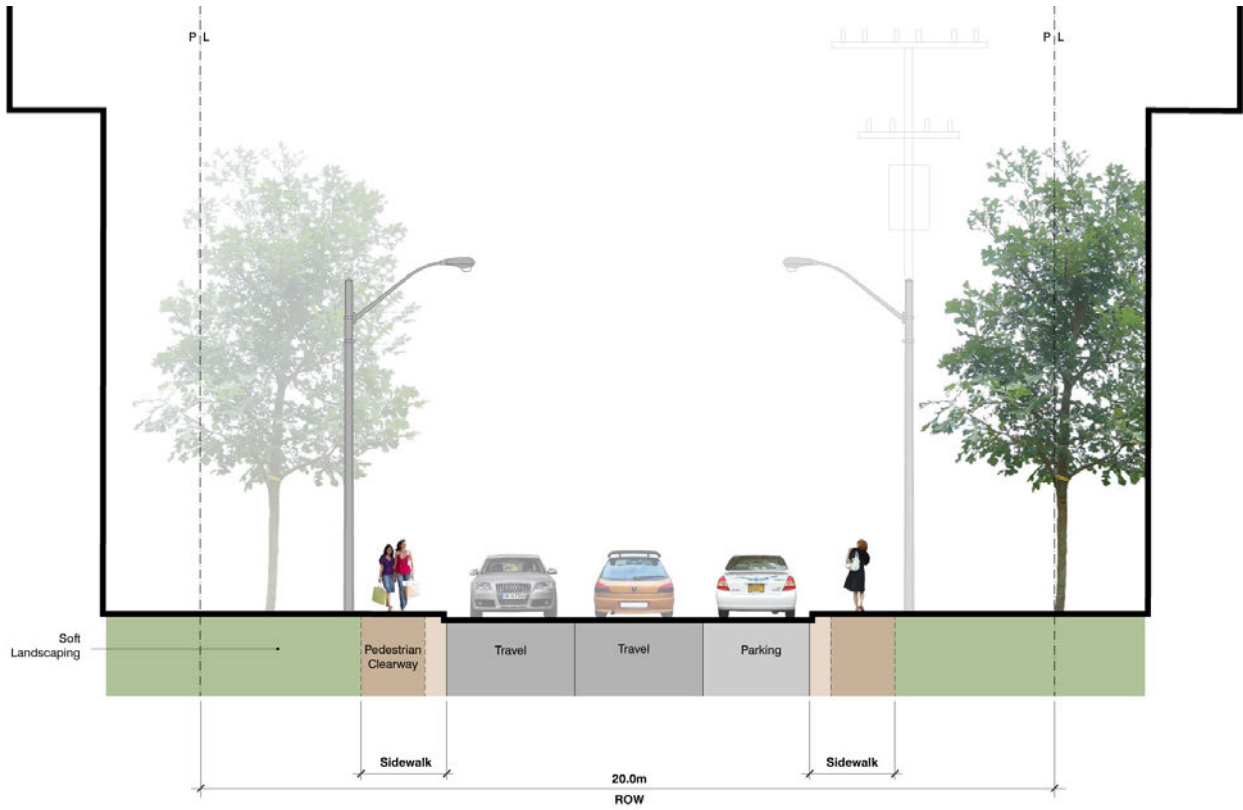 P L
P L
Soft
Landscaping
Pedestrian
Clearway
Travel
Travel
Parking
Sidewalk
Sidewalk
20.0m
ROW